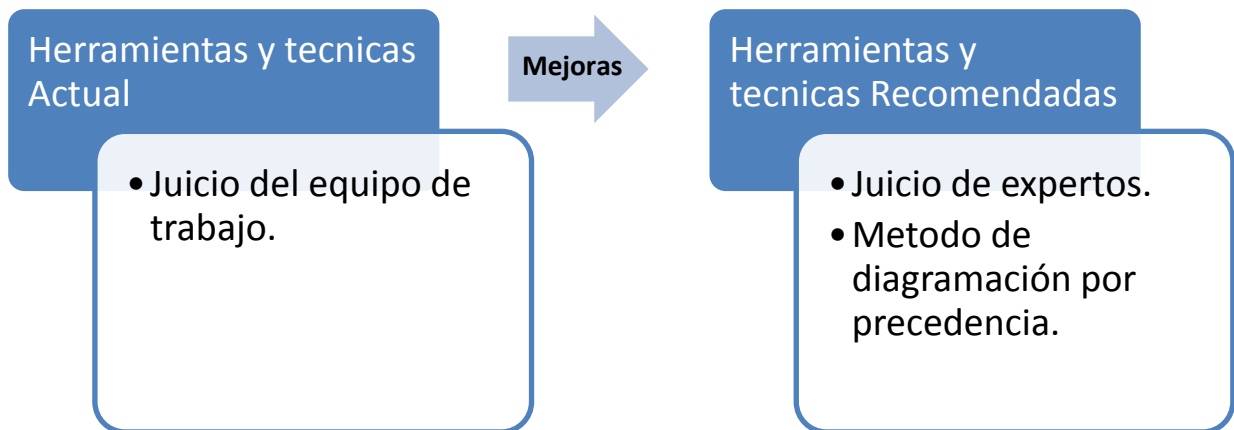 Herramientas y tecnicas
Actual
• Juicio del equipo de
trabajo.
Mejoras
Herramientas y
tecnicas Recomendadas
• Juicio de expertos.
• Metodo de
diagramación por
precedencia.